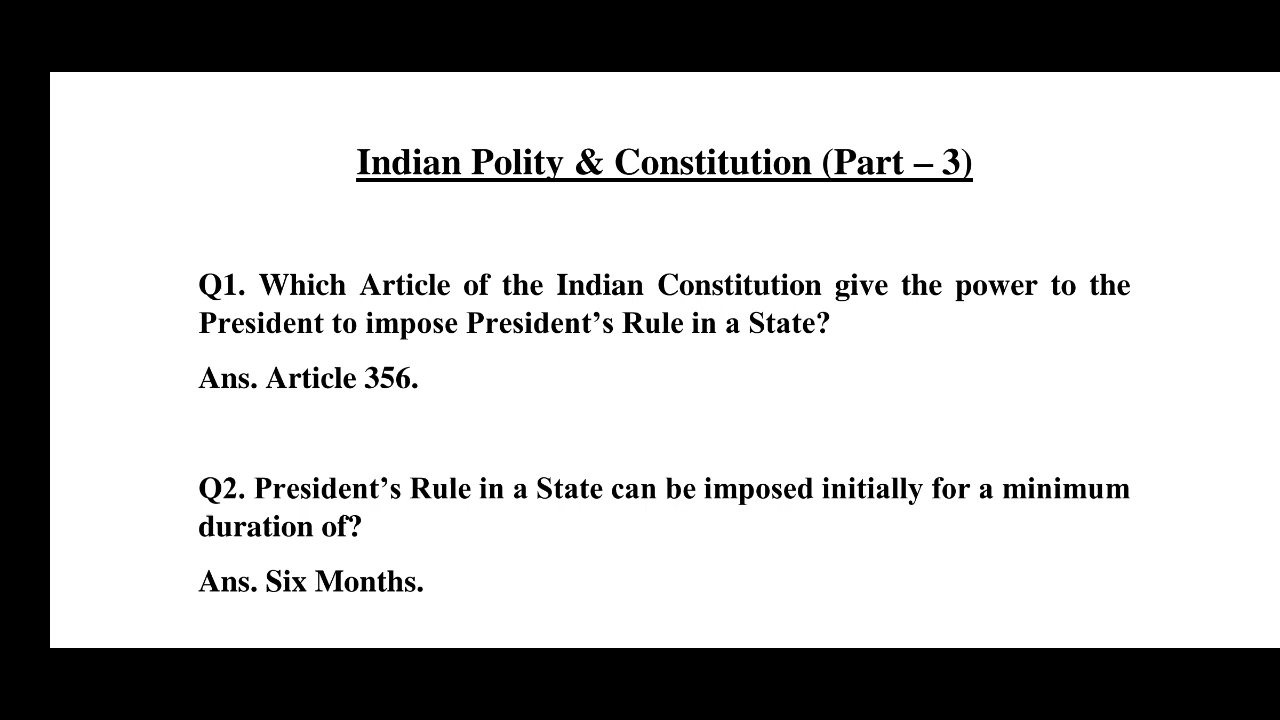 Indian Polity & Constitution (Part – 3)
Q1. Which Article of the Indian Constitution give the power to the
President to impose President’s Rule in a State?
Ans. Article 356.
Q2. President’s Rule in a State can be imposed initially for a minimum
duration of?
Ans. Six Months.